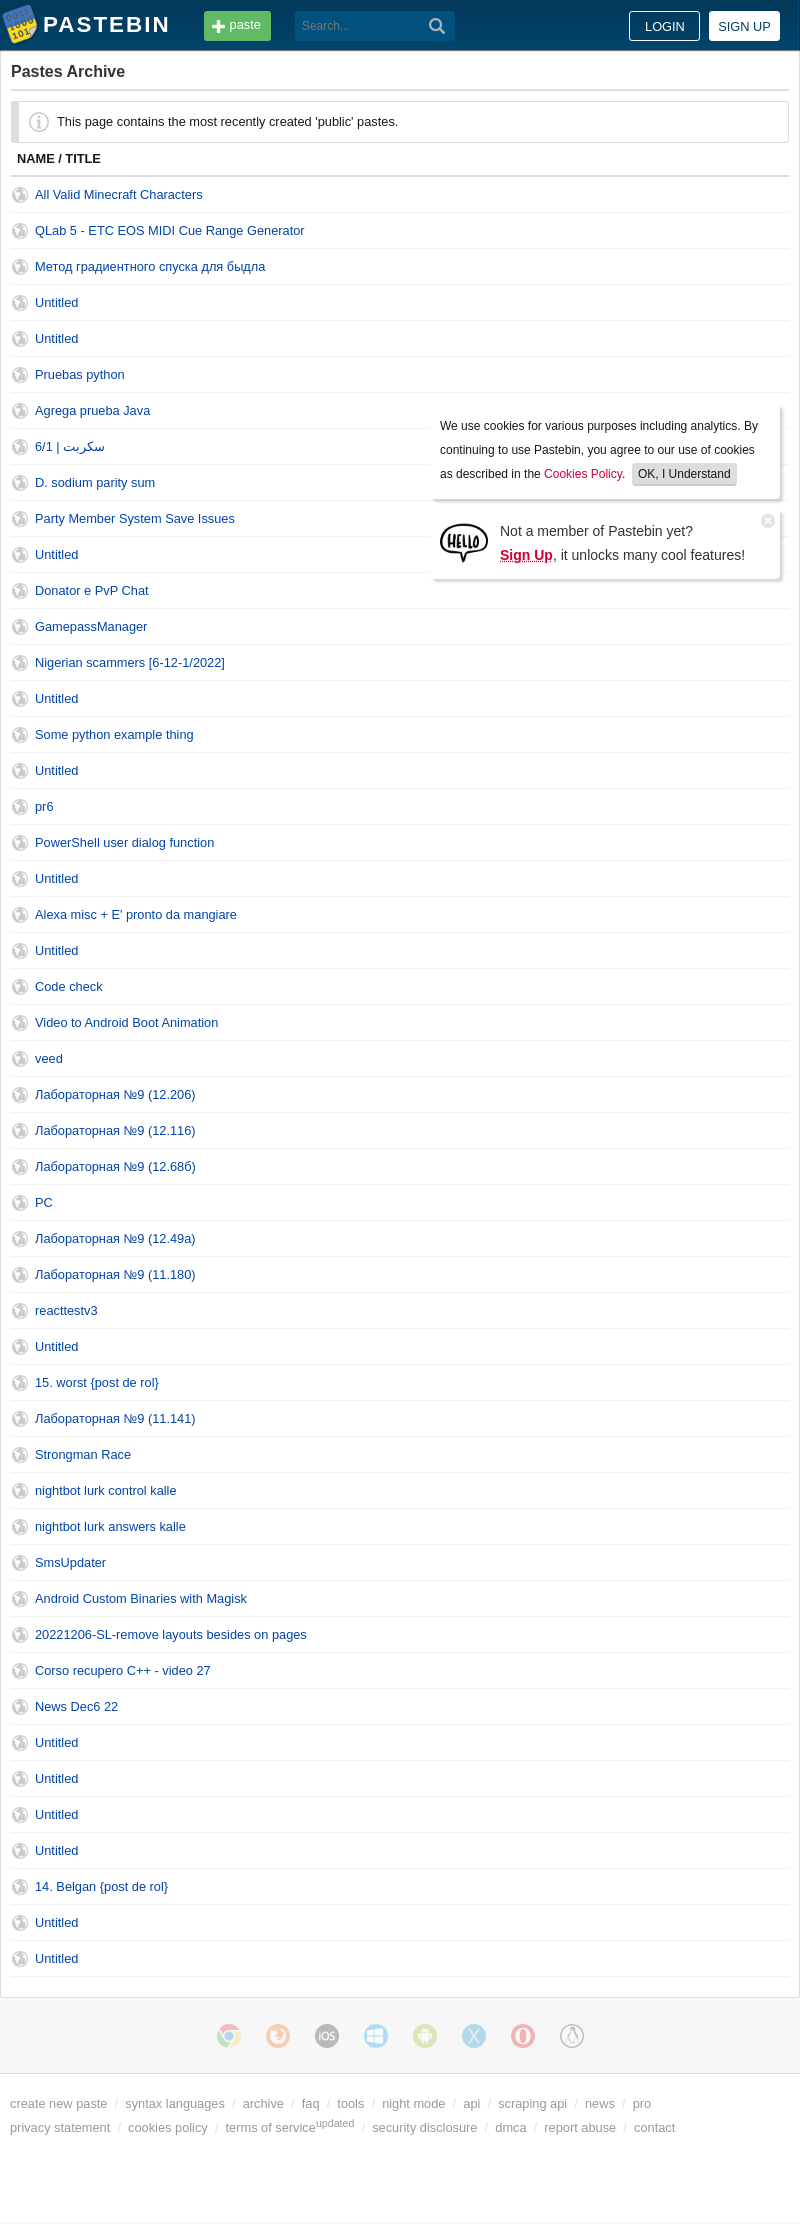 PASTEBIN paste Search... LOGIN SIGN UP
Pastes Archive
This page contains the most recently created 'public' pastes.
NAME / TITLE
All Valid Minecraft Characters
QLab 5 - ETC EOS MIDI Cue Range Generator
Метод градиентного спуска для быдла
Untitled
Untitled
Pruebas python
Agrega prueba Java
6/1 | سكربت
D. sodium parity sum
Party Member System Save Issues
Untitled
Donator e PvP Chat
GamepassManager
Nigerian scammers [6-12-1/2022]
Untitled
Some python example thing
Untitled
pr6
PowerShell user dialog function
Untitled
Alexa misc + E' pronto da mangiare
Untitled
Code check
Video to Android Boot Animation
veed
Лабораторная №9 (12.206)
Лабораторная №9 (12.116)
Лабораторная №9 (12.68б)
PC
Лабораторная №9 (12.49а)
Лабораторная №9 (11.180)
reacttestv3
Untitled
15. worst {post de rol}
Лабораторная №9 (11.141)
Strongman Race
nightbot lurk control kalle
nightbot lurk answers kalle
SmsUpdater
Android Custom Binaries with Magisk
20221206-SL-remove layouts besides on pages
Corso recupero C++ - video 27
News Dec6 22
Untitled
Untitled
Untitled
Untitled
14. Belgan {post de rol}
Untitled
Untitled
We use cookies for various purposes including analytics. By
continuing to use Pastebin, you agree to our use of cookies
as described in the Cookies Policy. OK, I Understand
HELLO
Not a member of Pastebin yet?
Sign Up, it unlocks many cool features!
iOS
create new paste / syntax languages / archive / faq / tools / night mode / api / scraping api / news / pro
privacy statement / cookies policy / terms of service updated / security disclosure / dmca / report abuse / contact